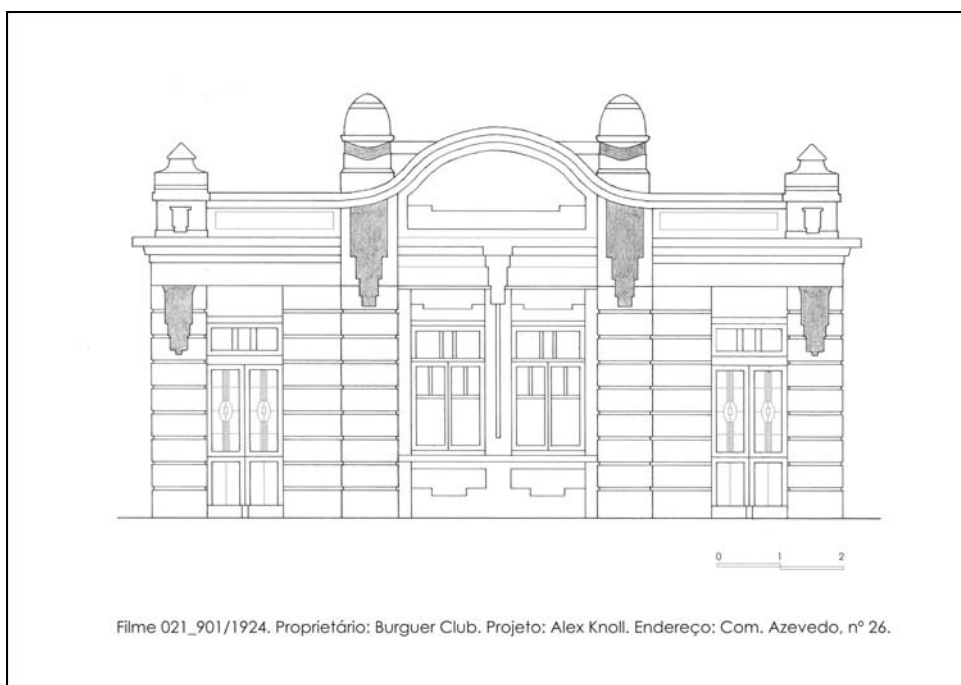 0 1 2
Filme 021_901/1924. Proprietário: Burguer Club. Projeto: Alex Knoll. Endereço: Com. Azevedo, nº 26.